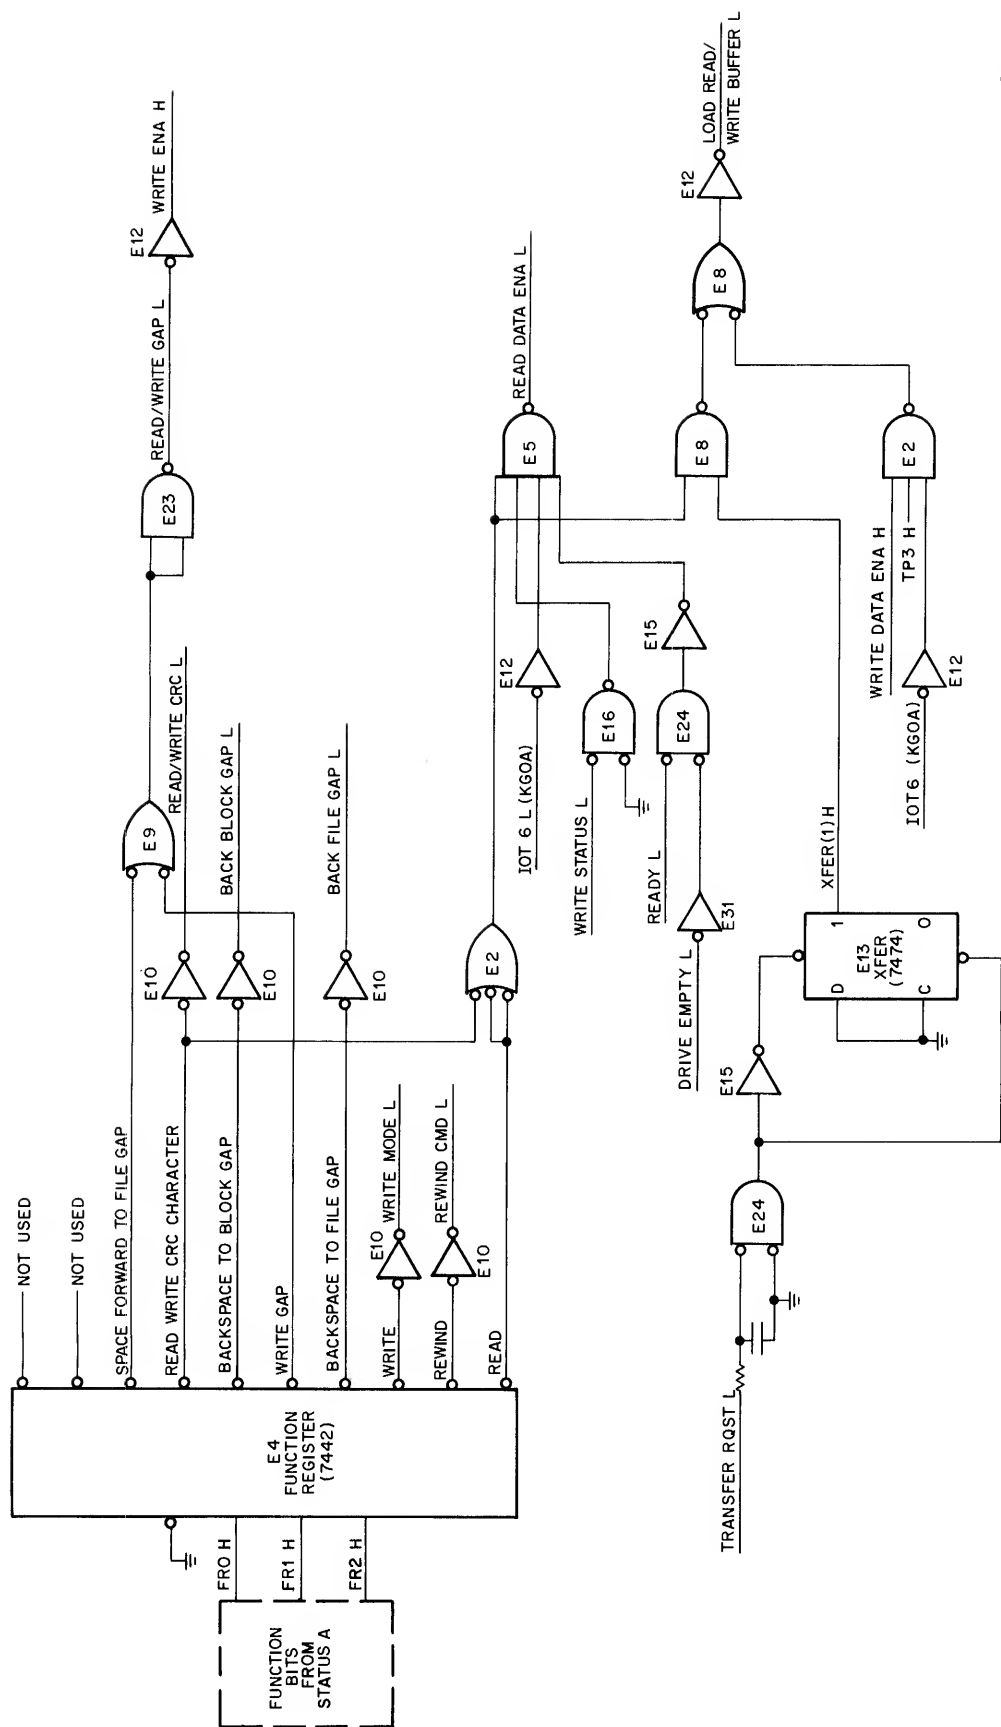 FUNCTION
BITS
FROM
STATUS A
FR0 H
FR1 H
FR2 H
E4
FUNCTION
REGISTER
(7442)
NOT USED
NOT USED
SPACE FORWARD TO FILE GAP
READ WRITE CRC CHARACTER
BACKSPACE TO BLOCK GAP
WRITE GAP
BACKSPACE TO FILE GAP
WRITE
REWIND
READ
E10
WRITE MODE L
E10
REWIND CMD L
E9
E10
READ/WRITE CRC L
E10
BACK BLOCK GAP L
E10
BACK FILE GAP L
E23
READ/WRITE GAP L
E12
WRITE ENA H
E2
IOT 6 L (KGOA)
E12
WRITE STATUS L
E16
READY L
DRIVE EMPTY L
E31
E24
E15
E5
READ DATA ENA L
TRANSFER RQST L
E24
E15
D
C
E13
XFER
(7474)
1
0
XFER(1) H
E8
WRITE DATA ENA H
TP3 H
IOT6 (KGOA)
E12
E2
E8
E12
LOAD READ/
WRITE BUFFER L